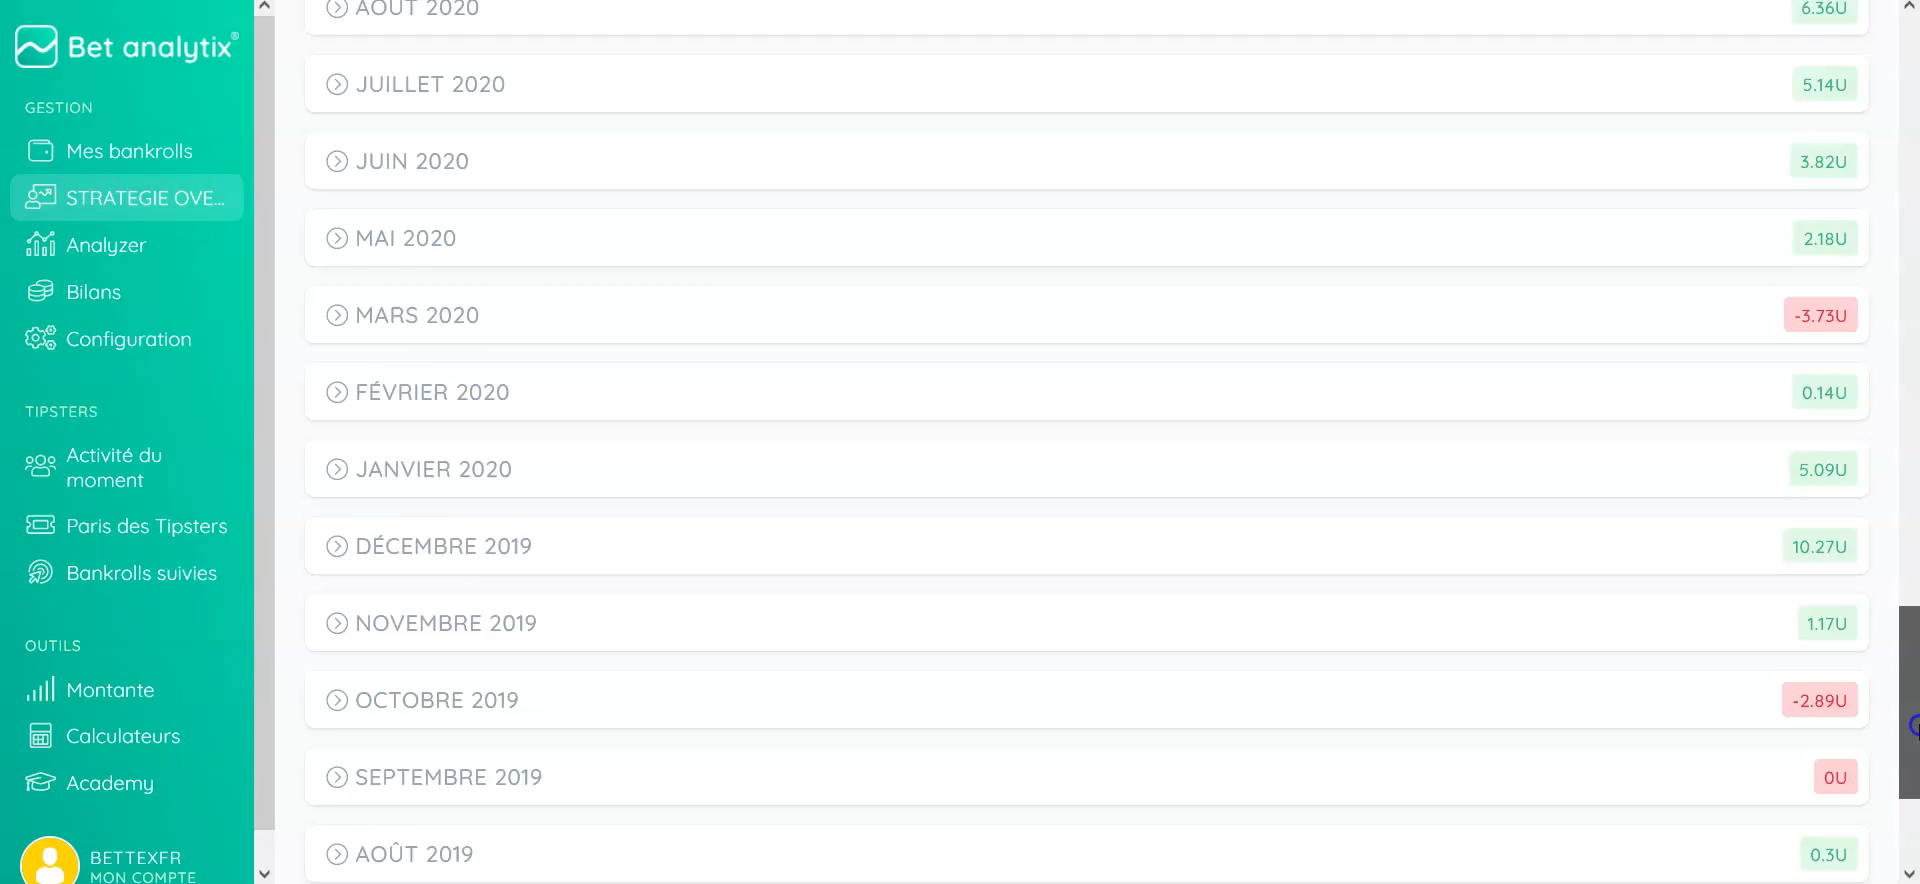 Bet analytix®
GESTION
Mes bankrolls
STRATEGIE OVE...
Analyzer
Bilans
Configuration
TIPSTERS
Activité du
moment
Paris des Tipsters
Bankrolls suivies
OUTILS
Montante
Calculateurs
Academy
BETTEXFR
MON COMPTE
AOÛT 2020 6.36U
JUILLET 2020 5.14U
JUIN 2020 3.82U
MAI 2020 2.18U
MARS 2020 -3.73U
FÉVRIER 2020 0.14U
JANVIER 2020 5.09U
DÉCEMBRE 2019 10.27U
NOVEMBRE 2019 1.17U
OCTOBRE 2019 -2.89U
SEPTEMBRE 2019 0U
AOÛT 2019 0.3U